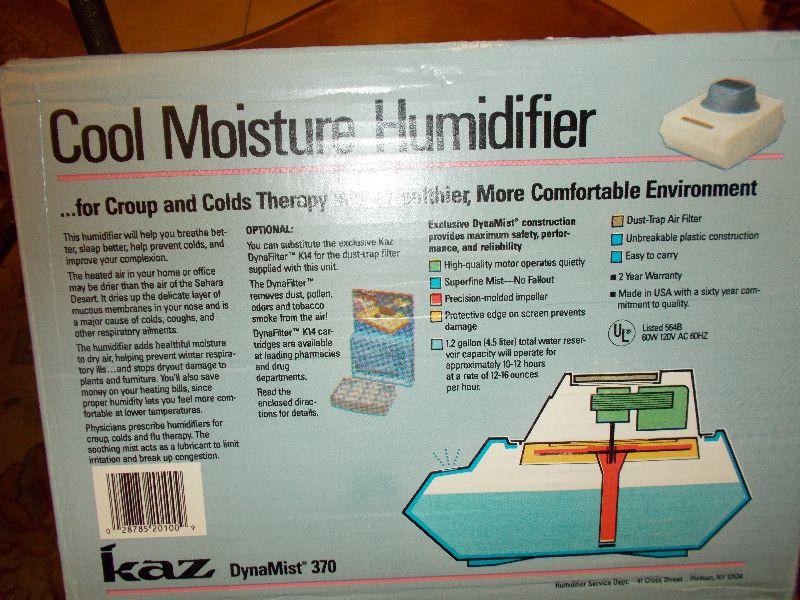 Cool Moisture Humidifier
...for Croup and Colds Therapy healthier, More Comfortable Environment
This humidifier will help you breathe bet-
ter, sleep better, help prevent colds, and
improve your complexion.
The heated air in your home or office
may be drier than the air of the Sahara
Desert. It dries up the delicate layer of
mucous membranes in your nose and is
a major cause of colds, coughs, and
other respiratory ailments.
The humidifier adds healthful moisture
to dry air, helping prevent winter respira-
tory ills...and stops dryout damage to
plants and furniture. You'll also save
money on your heating bills, since
proper humidity lets you feel more com-
fortable at lower temperatures.
Physicians prescribe humidifiers for
croup, colds and flu therapy. The
soothing mist acts as a lubricant to limit
irritation and break up congestion.
OPTIONAL:
You can substitute the exclusive Kaz
DynaFilter™ K14 for the dust-trap filter
supplied with this unit.
The DynaFilter™
removes dust, pollen,
odors and tobacco
smoke from the air!
DynaFilter™ K14 car-
tridges are available
at leading pharmacies
and drug
departments.
Read the
enclosed direc-
tions for details.
Exclusive DynaMist® construction
provides maximum safety, perfor-
mance, and reliability
High-quality motor operates quietly
Superfine Mist—No Fallout
Precision-molded impeller
Protective edge on screen prevents
damage
1.2 gallon (4.5 liter) total water reser-
voir capacity will operate for
approximately 10-12 hours
at a rate of 12-16 ounces
per hour.
Dust-Trap Air Filter
Unbreakable plastic construction
Easy to carry
■ 2 Year Warranty
■ Made in USA with a sixty year com-
mitment to quality.
UL® Listed 564B
60W 120V AC 60HZ
0 28785 20100 9
kaz DynaMist® 370
Humidifier Service Dept. 41 Cross Street Hudson, NY 12534